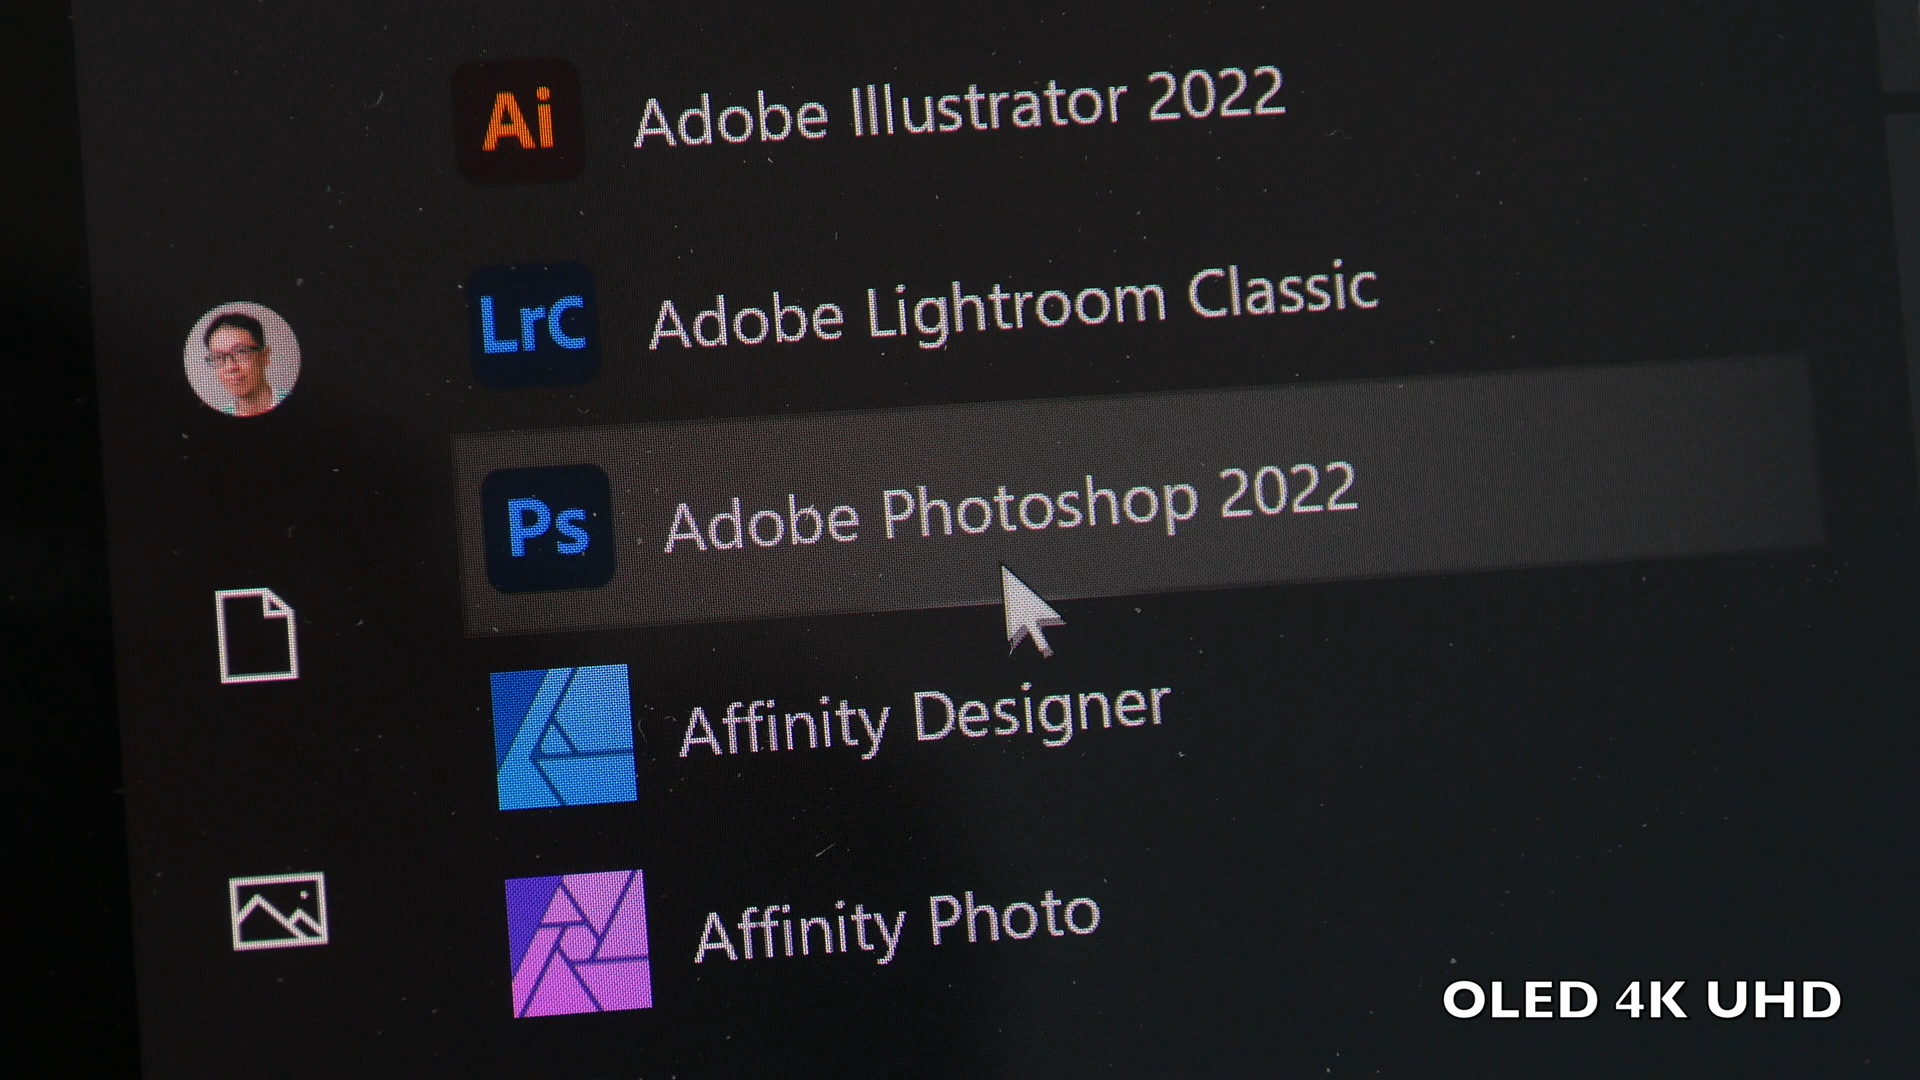 Ai Adobe Illustrator 2022
LrC Adobe Lightroom Classic
Ps Adobe Photoshop 2022
Affinity Designer
Affinity Photo
OLED 4K UHD